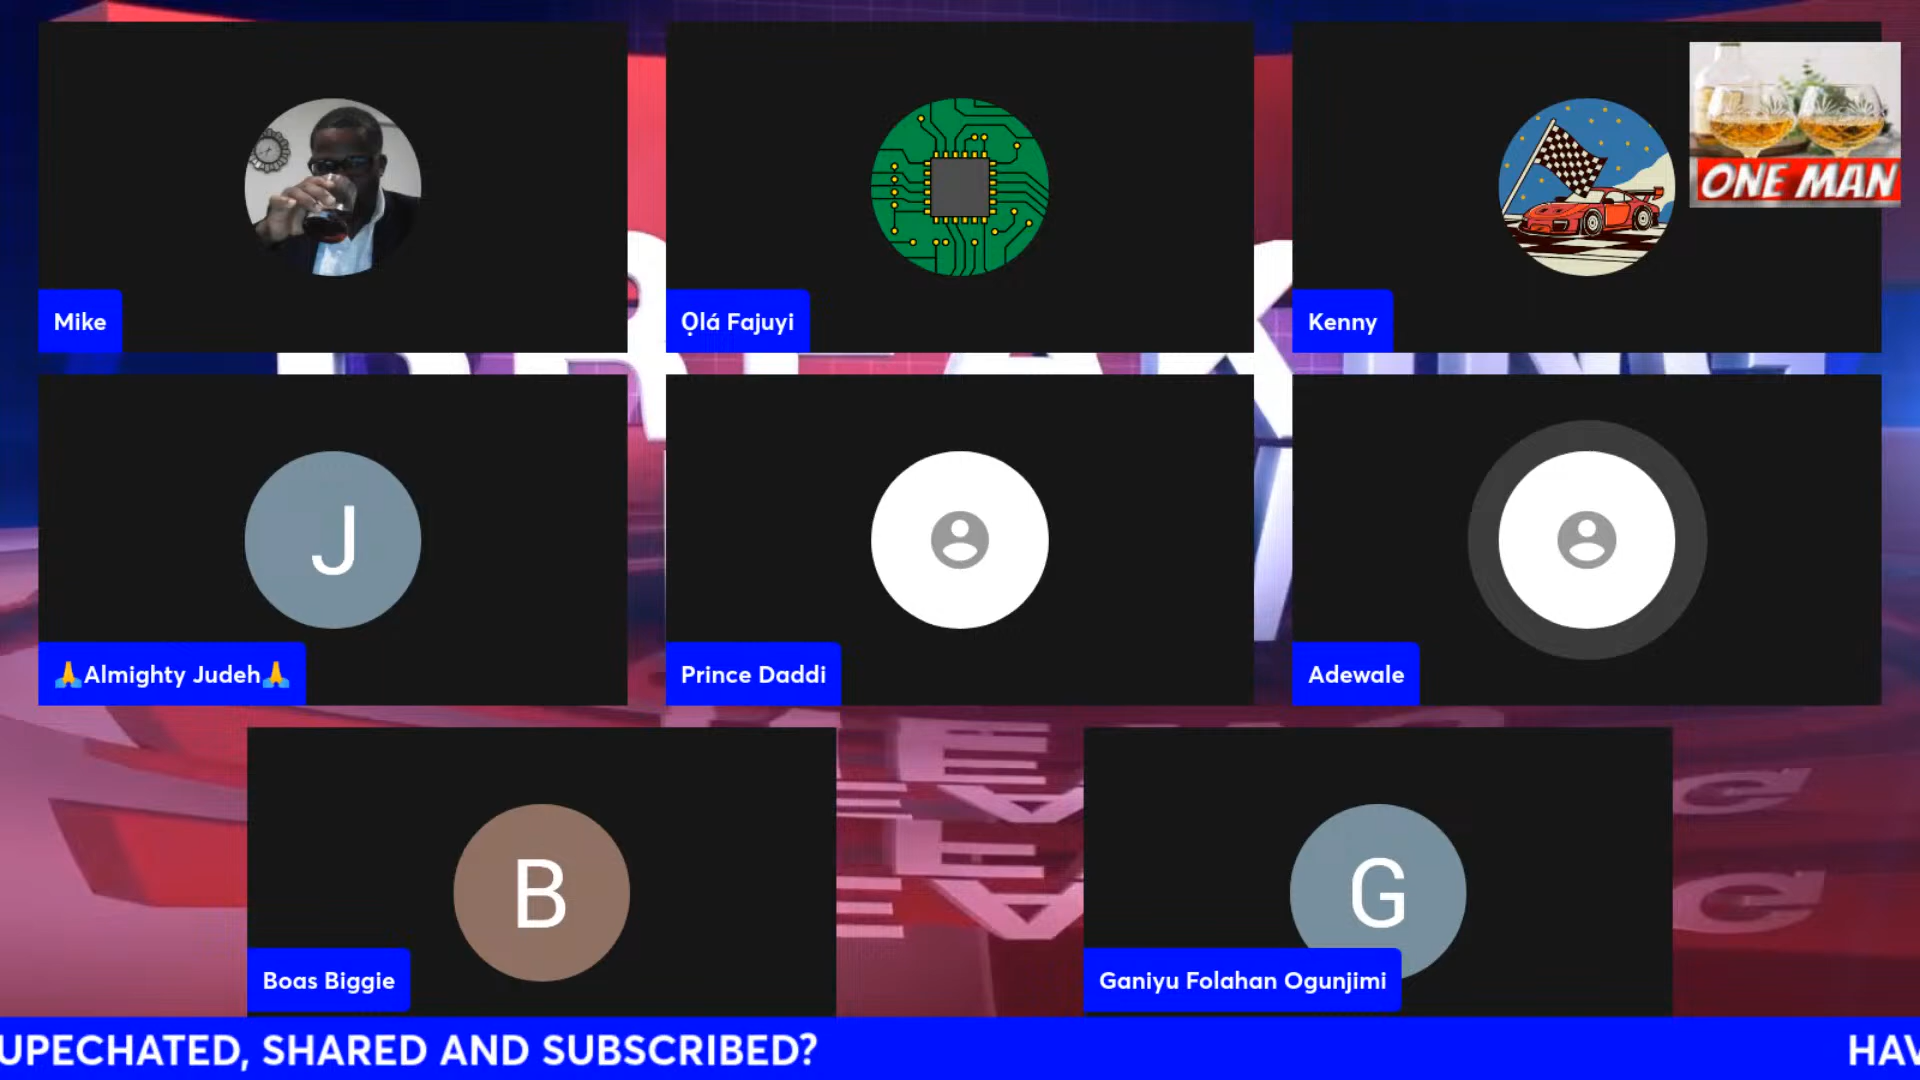 ONE MAN
Mike
Ọlá Fajuyi
Kenny
J
🙏Almighty Judeh🙏
Prince Daddi
Adewale
B
G
Boas Biggie
Ganiyu Folahan Ogunjimi
UPECHATED, SHARED AND SUBSCRIBED?
HAV